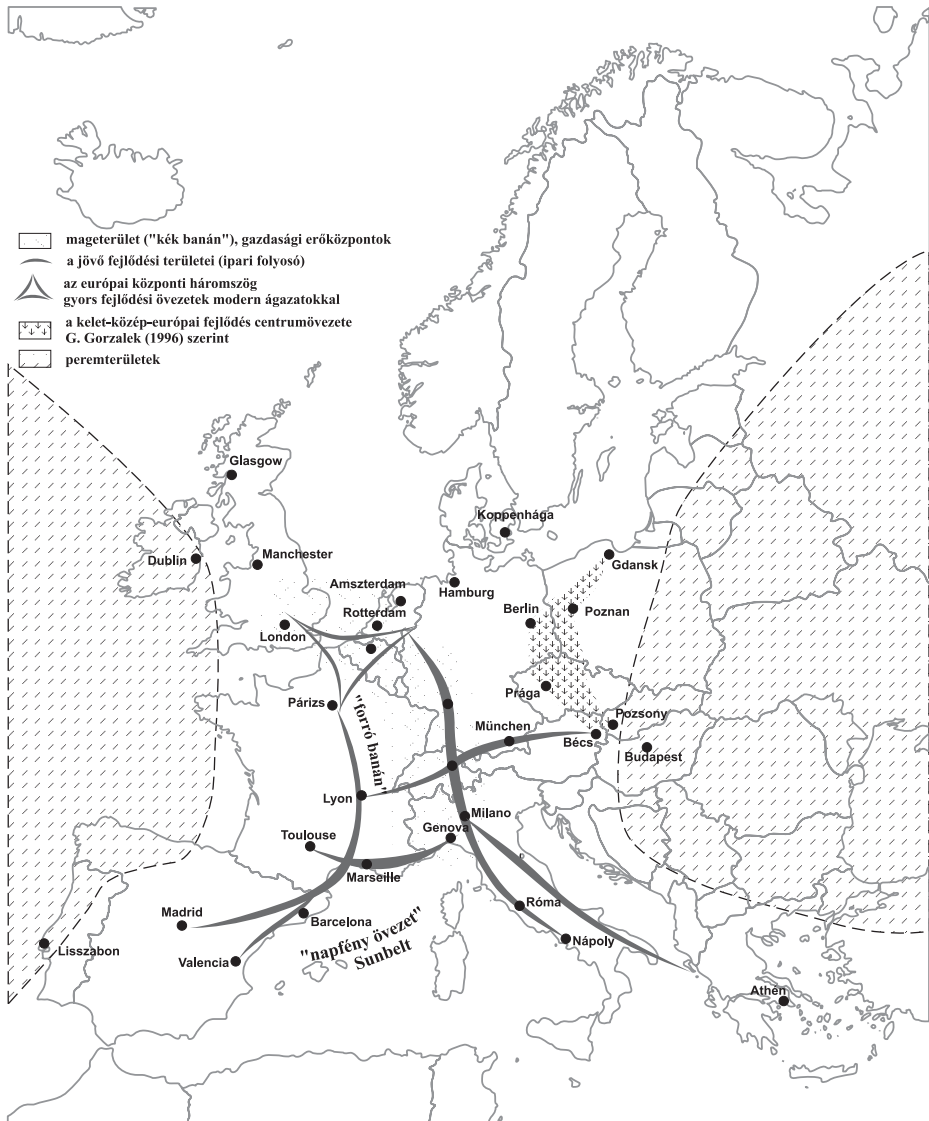 mageterület ("kék banán"), gazdasági erőközpontok
a jövő fejlődési területei (ipari folyosó)
az európai központi háromszög
gyors fejlődési övezetek modern ágazatokkal
a kelet-közép-európai fejlődés centrumövezete
G. Gorzalek (1996) szerint
peremterületek
Glasgow
Koppenhága
Dublin
Manchester
Gdansk
Amszterdam
Hamburg
Rotterdam
Berlin
Poznan
London
Prága
Párizs
"forró banán"
München
Pozsony
Bécs
Budapest
Lyon
Milano
Toulouse
Genova
Marseille
Madrid
Barcelona
Róma
Lisszabon
Valencia
"napfény övezet"
Sunbelt
Nápoly
Athén